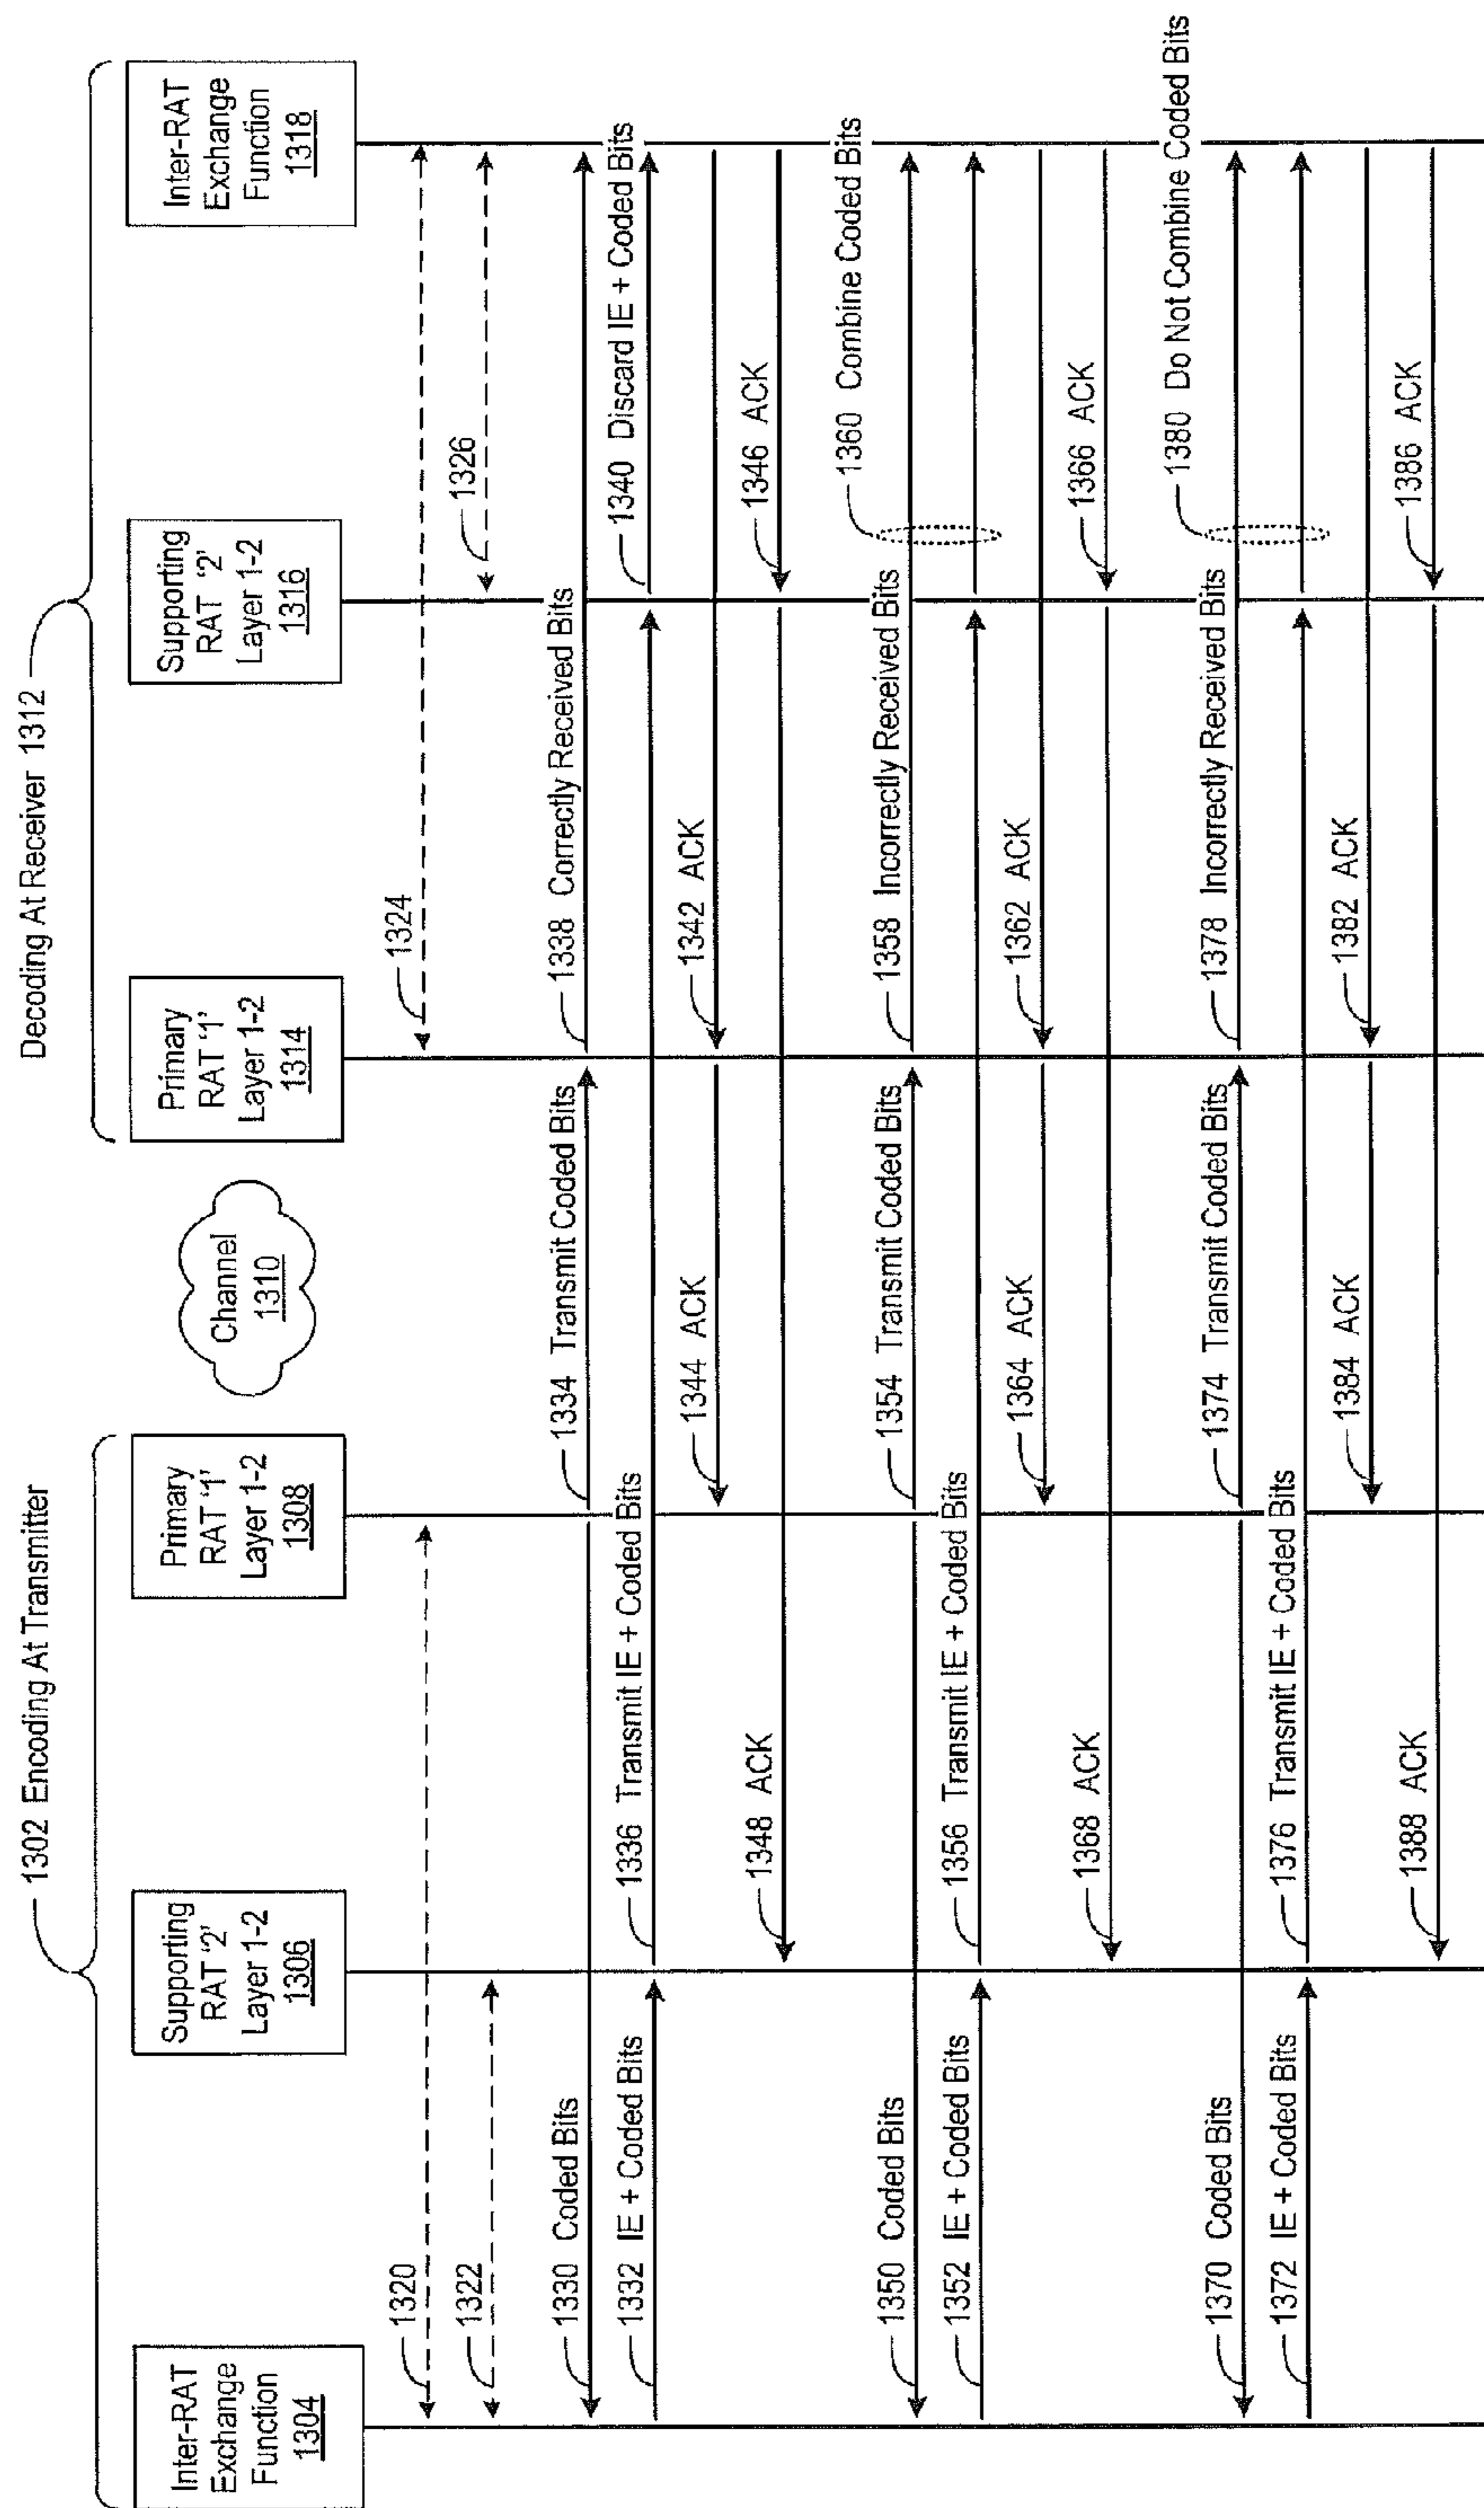 1302 Encoding At Transmitter
Decoding At Receiver 1312
Inter-RAT
Exchange
Function
1304
Supporting
RAT '2'
Layer 1-2
1306
Primary
RAT '1'
Layer 1-2
1308
Channel
1310
Primary
RAT '1'
Layer 1-2
1314
Supporting
RAT '2'
Layer 1-2
1316
Inter-RAT
Exchange
Function
1318
1320
1324
1322
1326
1330 Coded Bits
1334 Transmit Coded Bits
1338 Correctly Received Bits
1332 IE + Coded Bits
1336 Transmit IE + Coded Bits
1340 Discard IE + Coded Bits
1344 ACK
1342 ACK
1348 ACK
1346 ACK
1350 Coded Bits
1354 Transmit Coded Bits
1358 Incorrectly Received Bits
1360 Combine Coded Bits
1352 IE + Coded Bits
1356 Transmit IE + Coded Bits
1364 ACK
1362 ACK
1368 ACK
1366 ACK
1370 Coded Bits
1374 Transmit Coded Bits
1378 Incorrectly Received Bits
1380 Do Not Combine Coded Bits
1372 IE + Coded Bits
1376 Transmit IE + Coded Bits
1384 ACK
1382 ACK
1388 ACK
1386 ACK